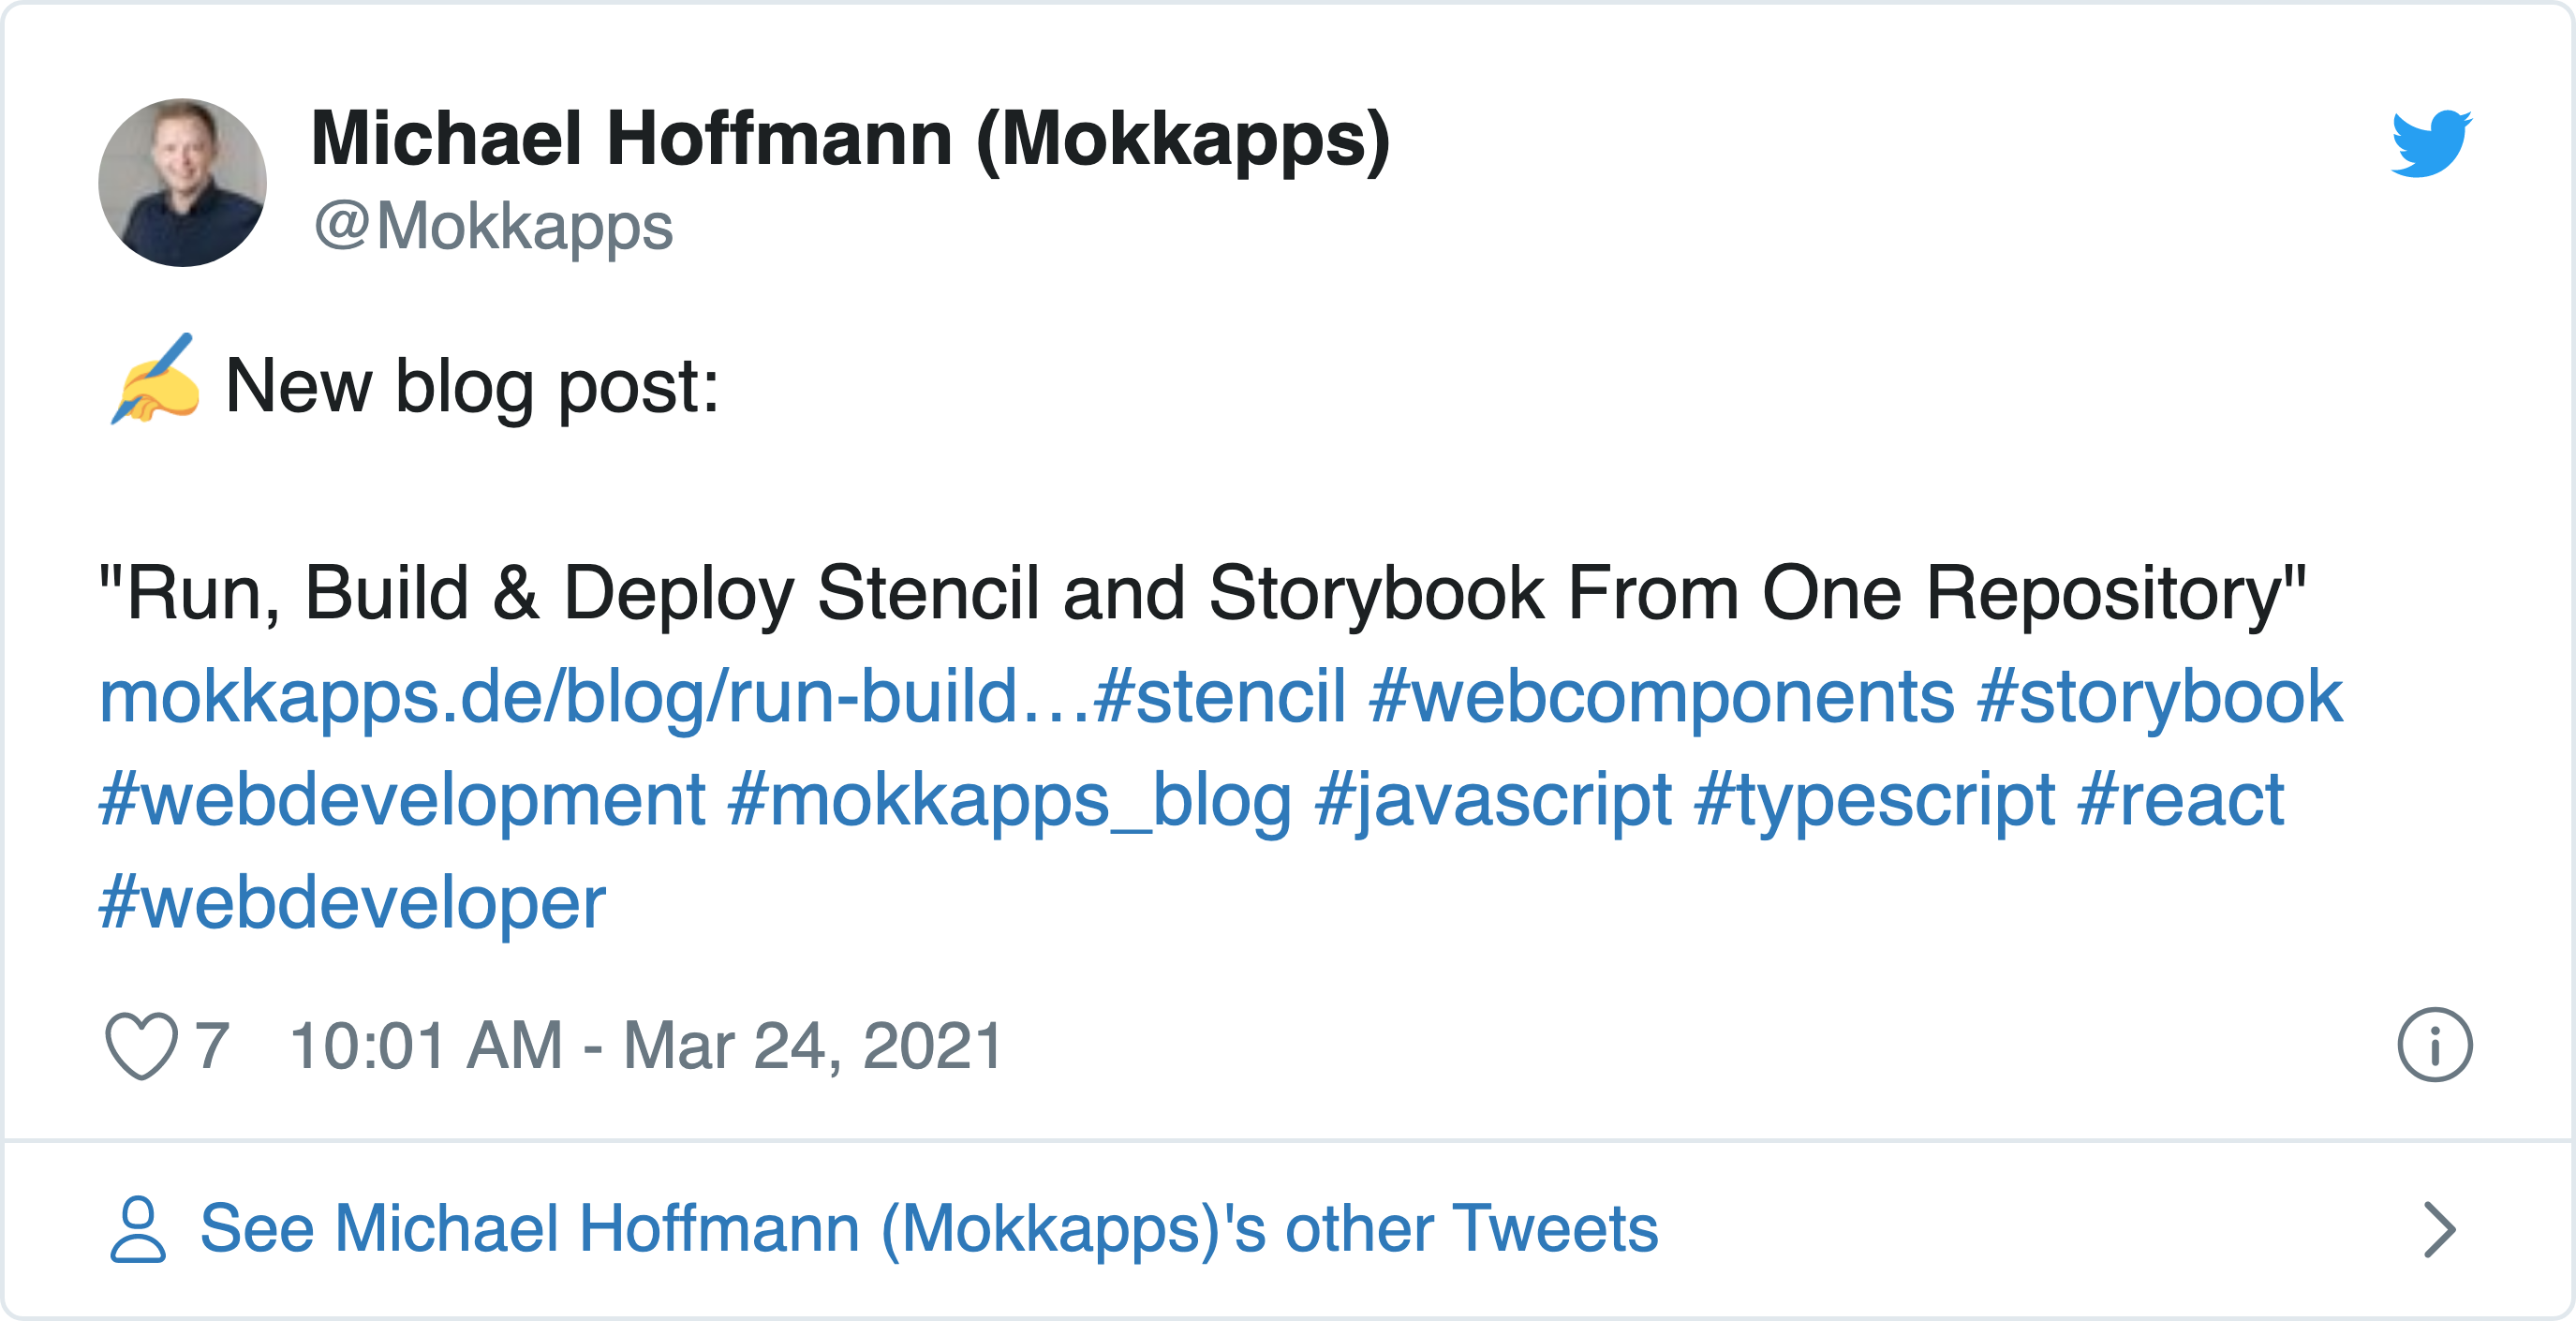 Michael Hoffmann (Mokkapps)
@Mokkapps
✍️ New blog post:
"Run, Build & Deploy Stencil and Storybook From One Repository"
mokkapps.de/blog/run-build…#stencil #webcomponents #storybook
#webdevelopment #mokkapps_blog #javascript #typescript #react
#webdeveloper
7 10:01 AM - Mar 24, 2021
See Michael Hoffmann (Mokkapps)'s other Tweets